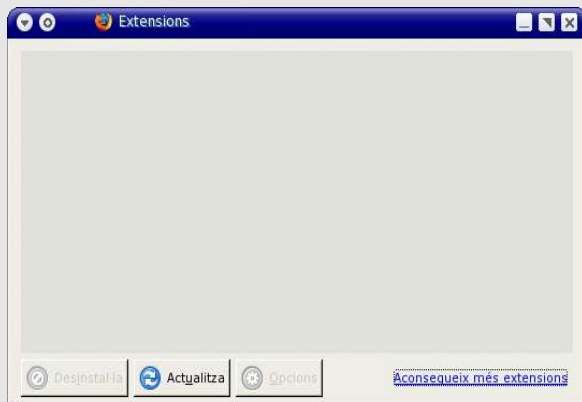 Extensions
Desinstal·la
Actualitza
Opcions
Aconsegueix més extensions